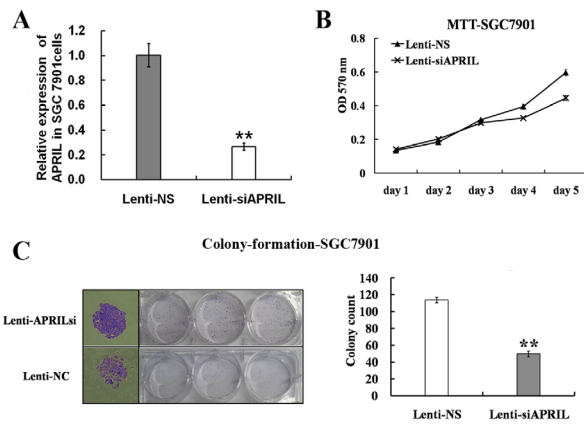 A
Relative expression of
APRIL in SGC 7901cells
1.2
1.0
0.8
0.6
0.4
0.2
0.0
**
Lenti-NS
Lenti-siAPRIL
B
MTT-SGC7901
Lenti-NS
Lenti-siAPRIL
OD 570 nm
0.8
0.6
0.4
0.2
0
day 1
day 2
day 3
day 4
day 5
C
Colony-formation-SGC7901
Lenti-APRILsi
Lenti-NC
Colony count
140
120
100
80
60
40
20
0
**
Lenti-NS
Lenti-siAPRIL